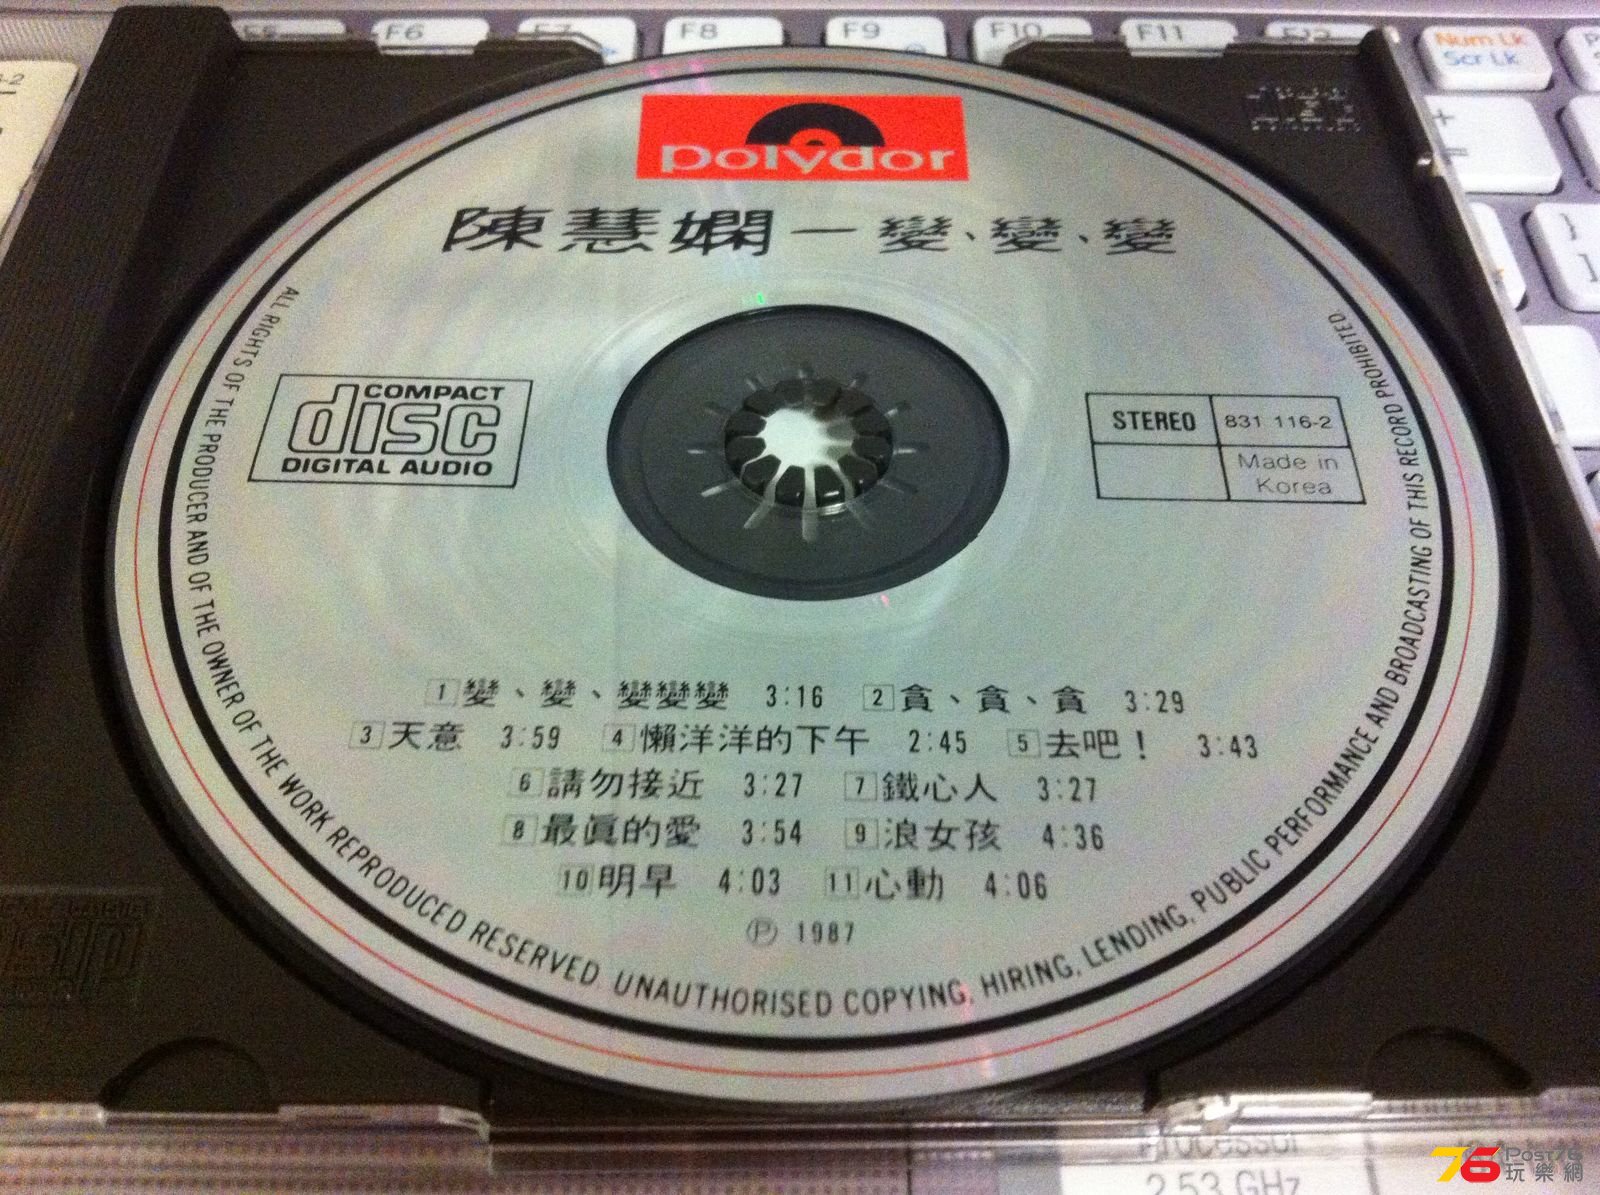 F5 F6 F7 F8 F9 F10 F11 F12
Num Lk
Scr Lk
polydor
陳慧嫻－變、變、變
COMPACT
disc
DIGITAL AUDIO
STEREO 831 116-2
Made in
Korea
1 變、變、變變變 3:16 2 貪、貪、貪 3:29
3 天意 3:59 4 懶洋洋的下午 2:45 5 去吧！ 3:43
6 請勿接近 3:27 7 鐵心人 3:27
8 最眞的愛 3:54 9 浪女孩 4:36
10 明早 4:03 11 心動 4:06
Ⓟ 1987
ALL RIGHTS OF THE PRODUCER AND OF THE OWNER OF THE WORK REPRODUCED RESERVED. UNAUTHORISED COPYING, HIRING, LENDING, PUBLIC PERFORMANCE AND BROADCASTING OF THIS RECORD PROHIBITED.
Processor
2.53 GHz
76 Post76
玩樂網